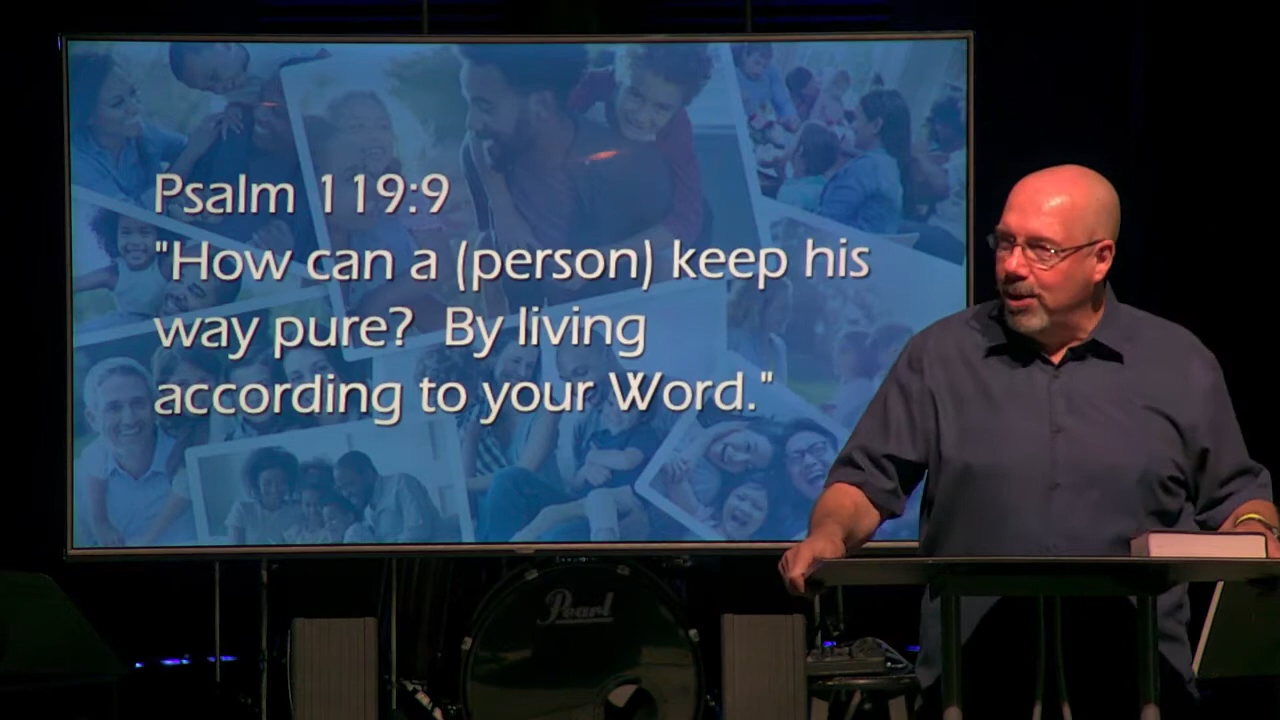 Psalm 119:9
"How can a (person) keep his
way pure? By living
according to your Word."
Pearl